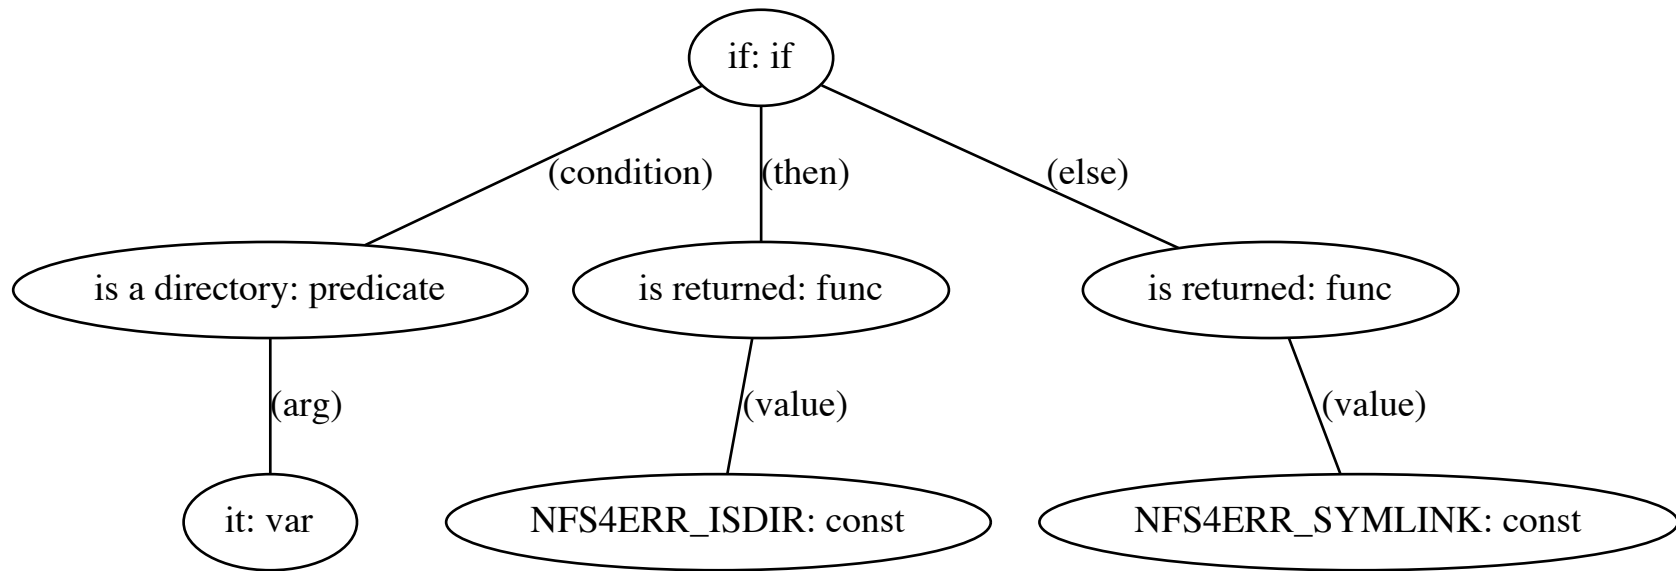 if: if
(condition)
(then)
(else)
is a directory: predicate
is returned: func
is returned: func
(arg)
(value)
(value)
it: var
NFS4ERR_ISDIR: const
NFS4ERR_SYMLINK: const